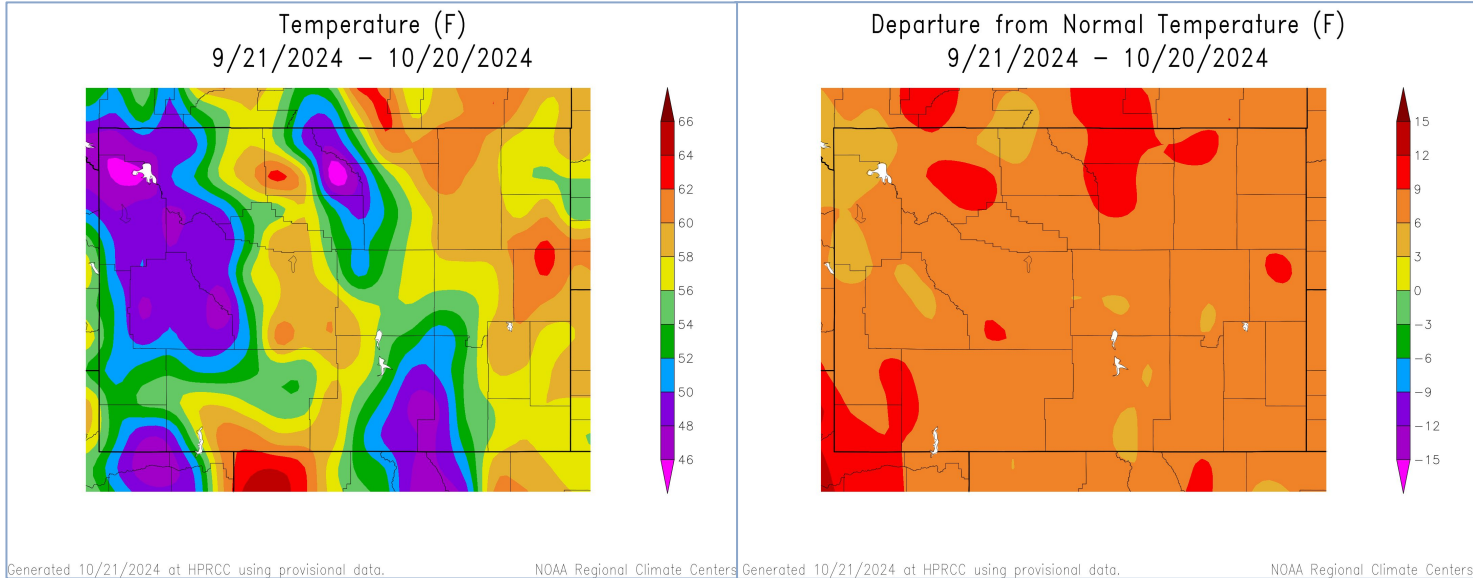 Temperature (F)
9/21/2024 – 10/20/2024
66
64
62
60
58
56
54
52
50
48
46
Generated 10/21/2024 at HPRCC using provisional data.
NOAA Regional Climate Centers
Departure from Normal Temperature (F)
9/21/2024 – 10/20/2024
15
12
9
6
3
0
-3
-6
-9
-12
-15
Generated 10/21/2024 at HPRCC using provisional data.
NOAA Regional Climate Centers